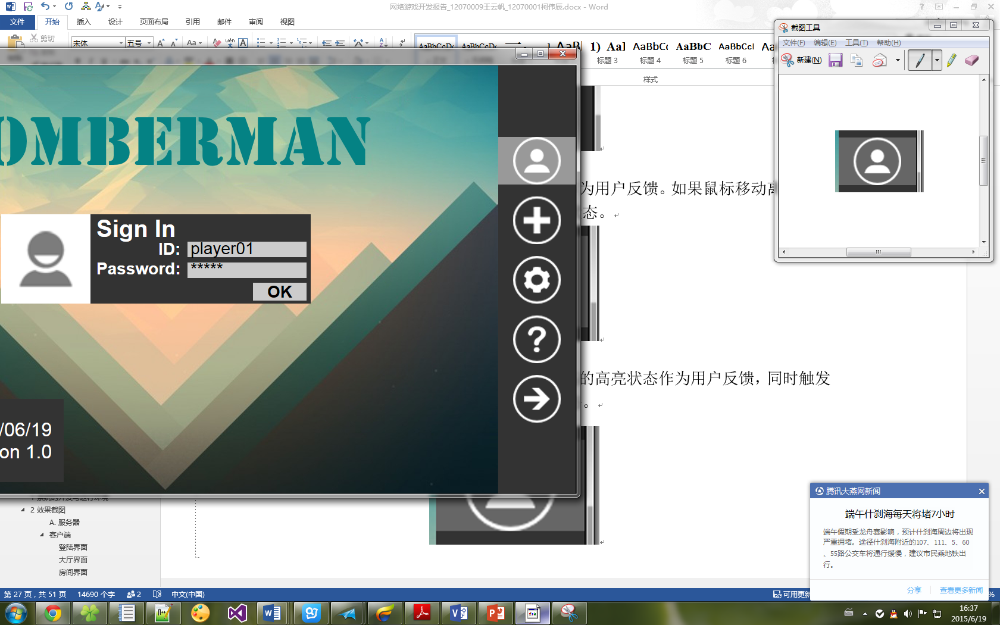 网络游戏开发报告_12070009王云帆_12070001柯伟辰.docx - Word
文件
开始
插入
设计
页面布局
引用
邮件
审阅
视图
剪切
宋体
五号
标题 3
标题 4
标题 5
标题 6
样式
OMBERMAN
Sign In
ID: player01
Password: *****
OK
/06/19
on 1.0
为用户反馈。如果鼠标移动离
态。
的高亮状态作为用户反馈，同时触发
。
2 效果截图
A. 服务器
客户端
登陆界面
大厅界面
房间界面
第 27 页，共 51 页
14690 个字
2
中文(中国)
可用更新
截图工具
文件(F)
编辑(E)
工具(T)
帮助(H)
新建(N)
腾讯大燕网新闻
端午什刹海每天将堵7小时
端午假期受龙舟赛影响，预计什刹海周边将出现
严重拥堵。途径什刹海附近的107、111、5、60
、55路公交车将通行缓慢，建议市民乘地铁出
行。
分享
查看更多新闻
%
16:37
2015/6/19